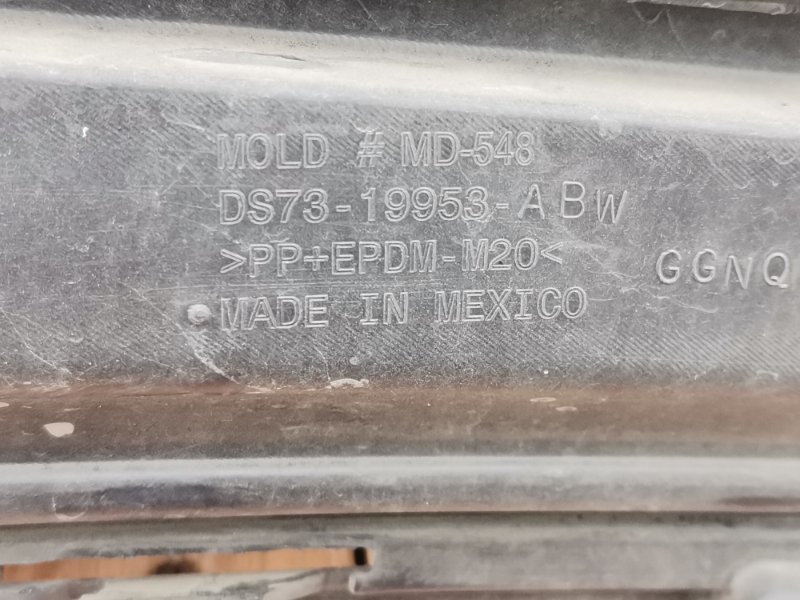 MOLD # MD-548
DS73-19953-ABW
>PP+EPDM-M20<
GGNQ
MADE IN MEXICO